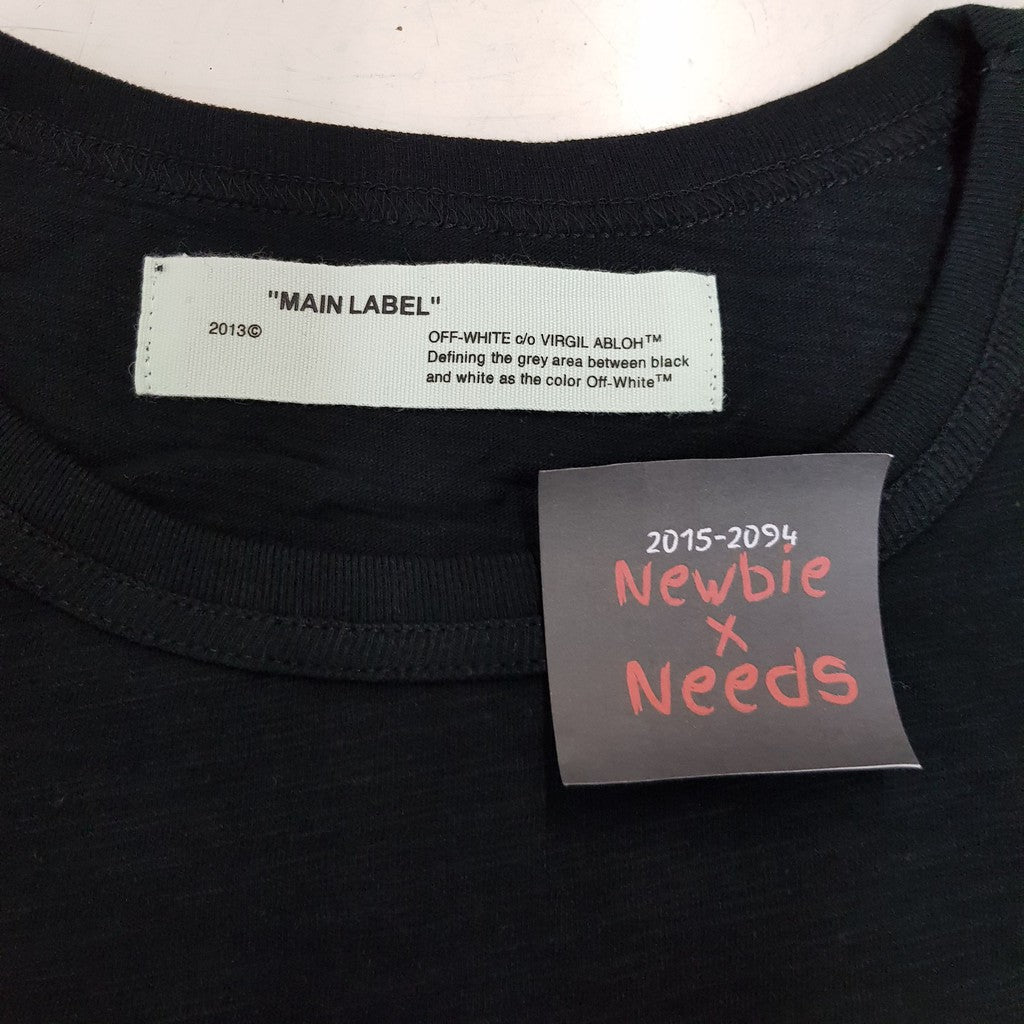 "MAIN LABEL"
2013©
OFF-WHITE c/o VIRGIL ABLOH™
Defining the grey area between black
and white as the color Off-White™
2015-2094
Newbie
x
Needs